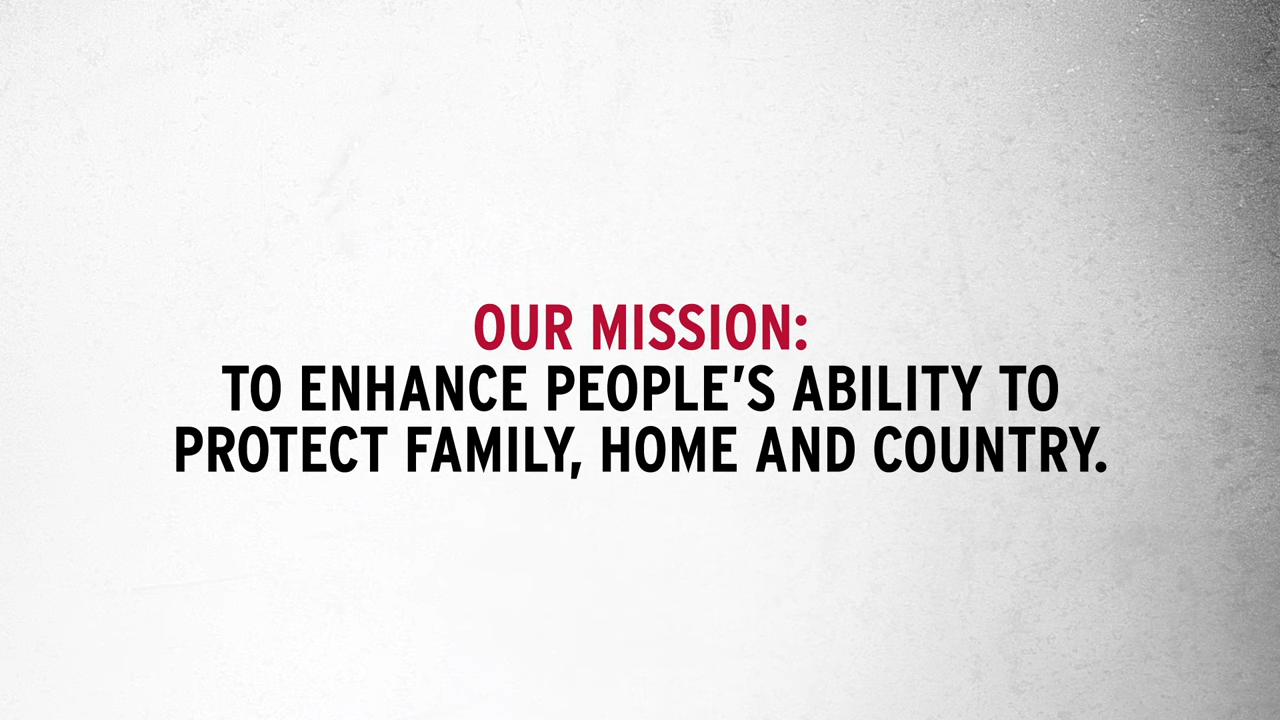 OUR MISSION:
TO ENHANCE PEOPLE’S ABILITY TO
PROTECT FAMILY, HOME AND COUNTRY.